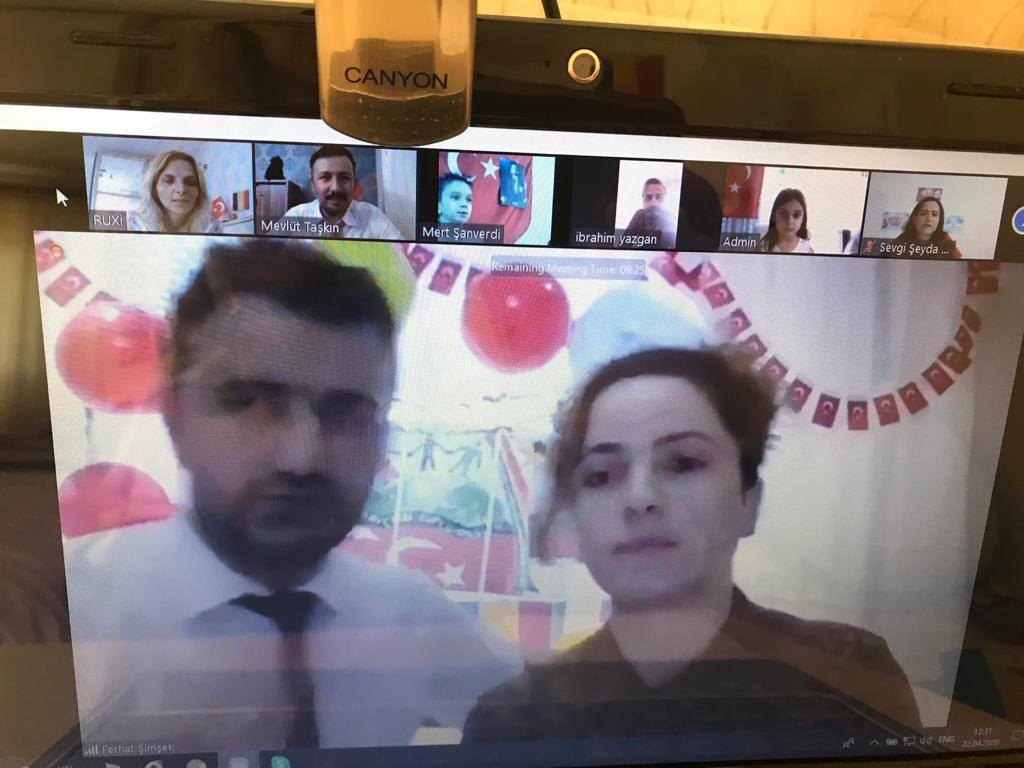 CANYON
RUXi
Mevlüt Taşkın
Mert Şanverdi
ibrahim yazgan
Admin
Sevgi Şeyda ...
Remaining Meeting Time: 09:25
Ferhat Şimşek
ENG
17:31
22.04.2020